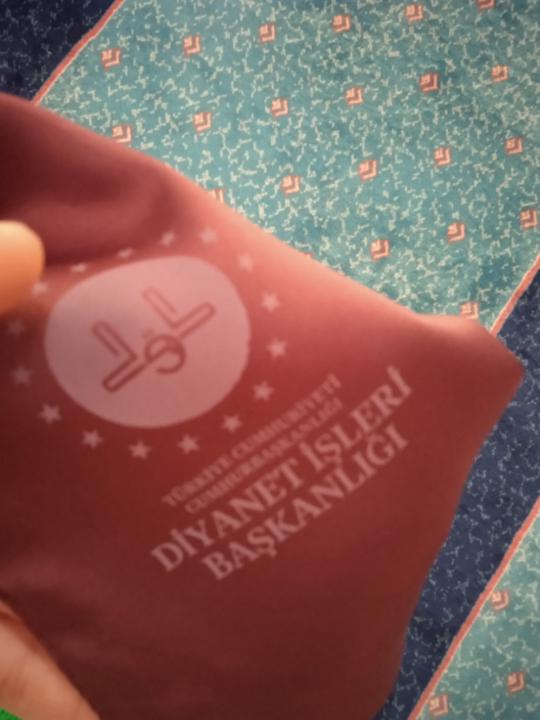 TÜRKİYE CUMHURİYETİ
CUMHURBAŞKANLIĞI
DİYANET İŞLERİ
BAŞKANLIĞI